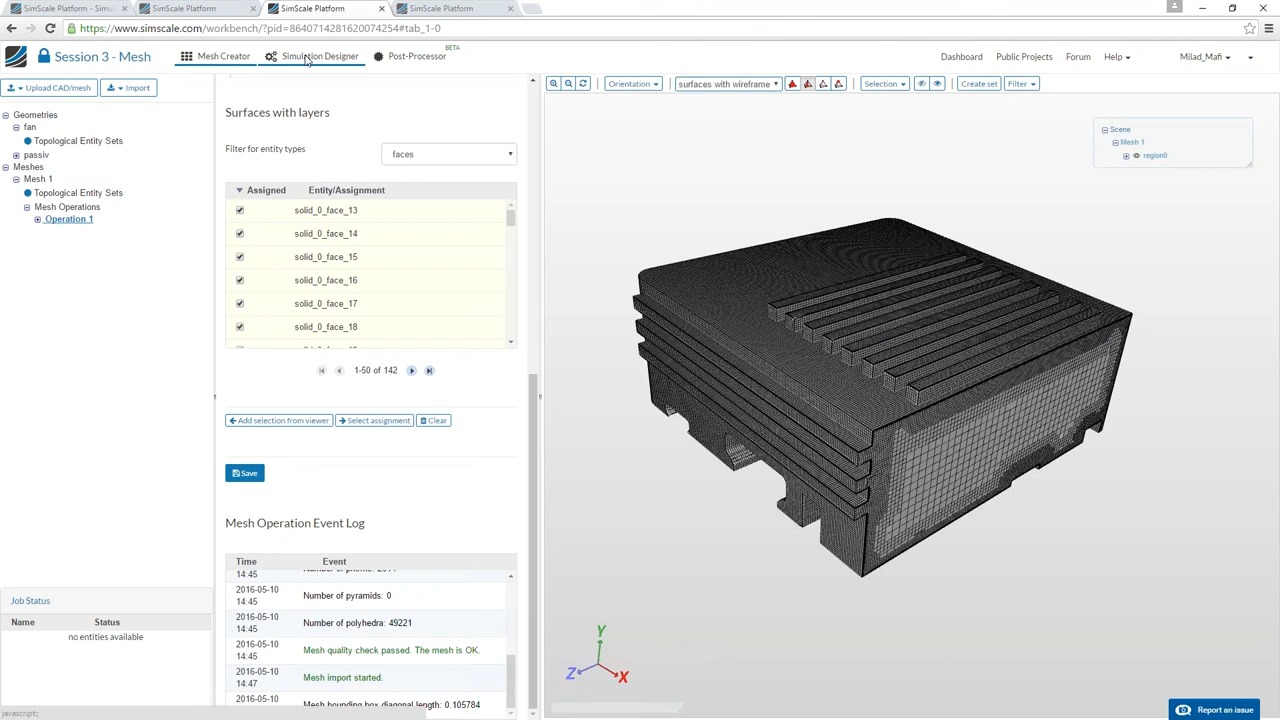 SimScale Platform - Simu
SimScale Platform
SimScale Platform
SimScale Platform
https://www.simscale.com/workbench/?pid=8640714281620074254#tab_1-0
Session 3 - Mesh
Mesh Creator
Simulation Designer
Post-Processor
BETA
Dashboard
Public Projects
Forum
Help
Milad_Mafi
Upload CAD/mesh
Import
Orientation
surfaces with wireframe
Selection
Create set
Filter
Geometries
fan
Topological Entity Sets
passiv
Meshes
Mesh 1
Topological Entity Sets
Mesh Operations
Operation 1
Surfaces with layers
Filter for entity types
faces
Assigned Entity/Assignment
solid_0_face_13
solid_0_face_14
solid_0_face_15
solid_0_face_16
solid_0_face_17
solid_0_face_18
1-50 of 142
Add selection from viewer
Select assignment
Clear
Save
Mesh Operation Event Log
Time Event
14:45
2016-05-10
14:45
Number of pyramids: 0
2016-05-10
14:45
Number of polyhedra: 49221
2016-05-10
14:45
Mesh quality check passed. The mesh is OK.
2016-05-10
14:47
Mesh import started.
2016-05-10
Mesh bounding box diagonal length: 0.105784
Job Status
Name Status
no entities available
javascript:;
Scene
Mesh 1
region0
Y
Z
X
Report an issue